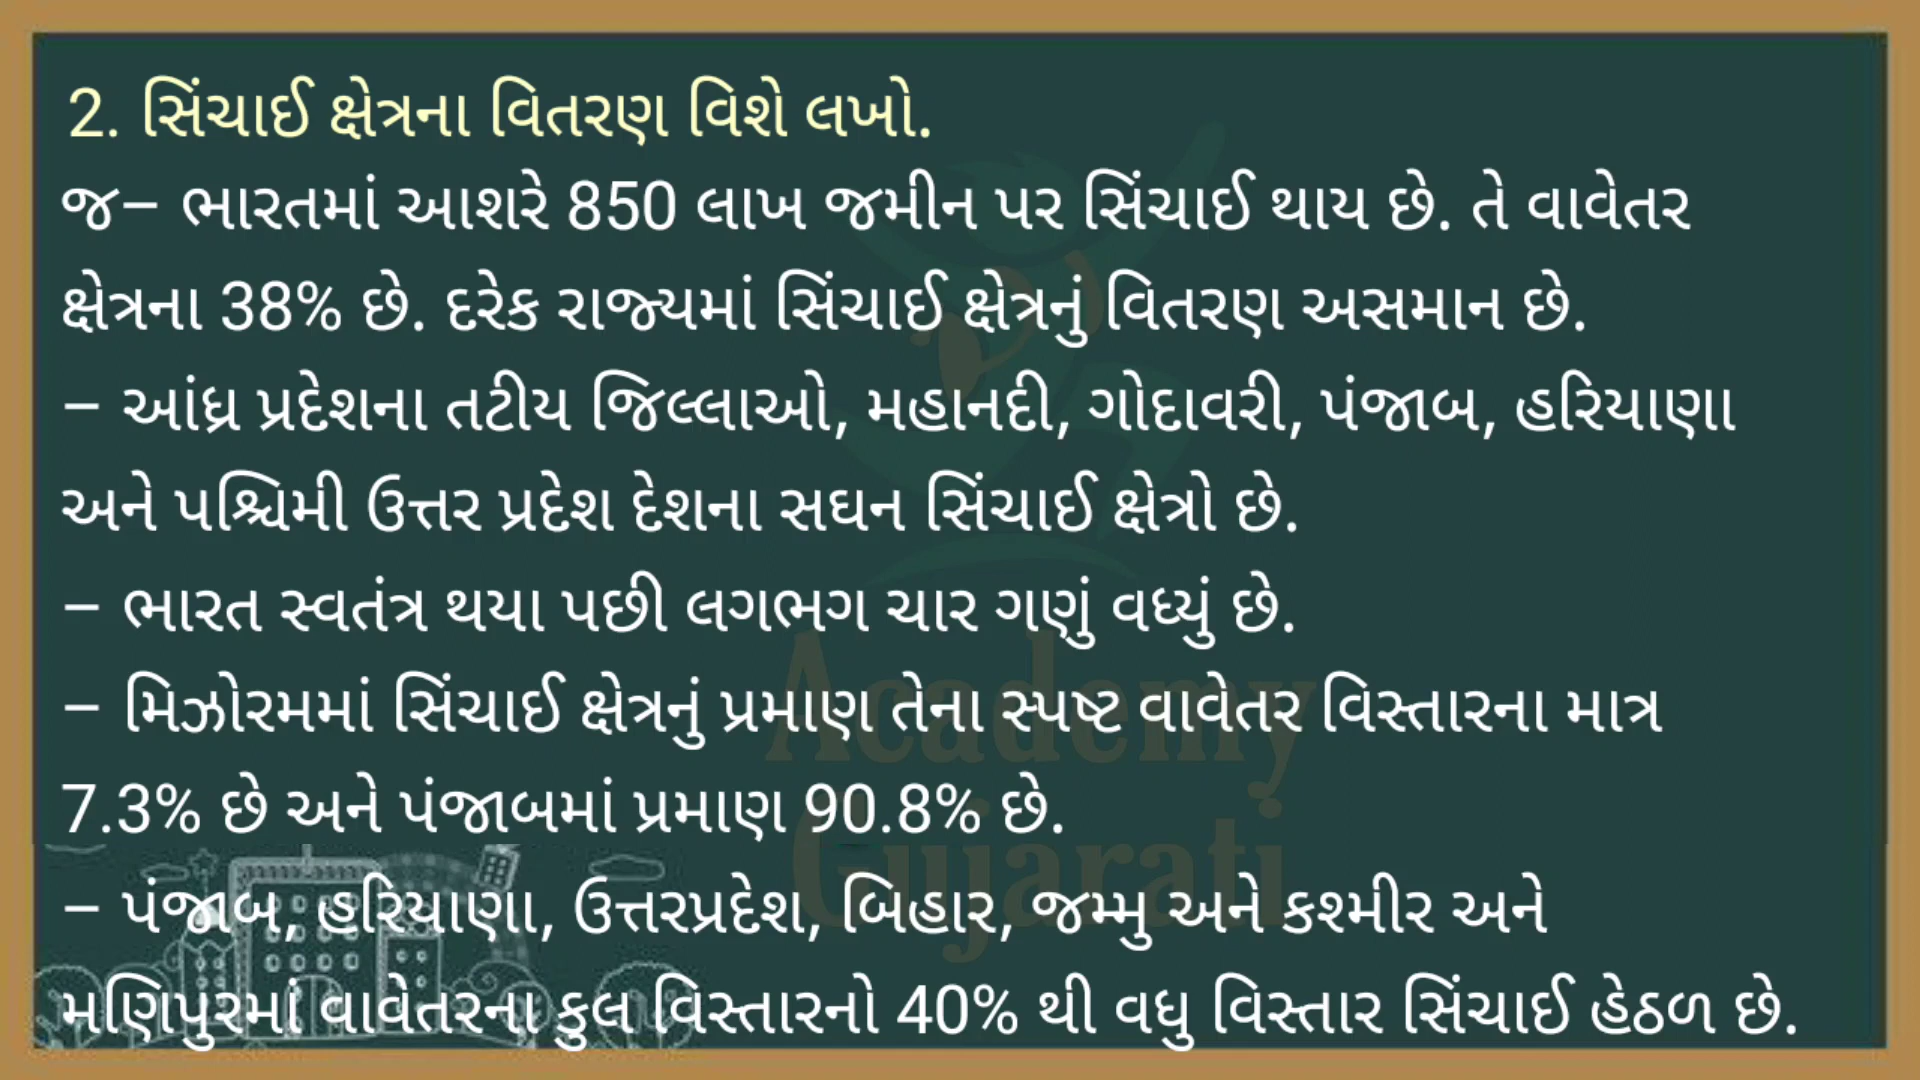 2. સિંચાઈ ક્ષેત્રના વિતરણ વિશે લખો.
જ– ભારતમાં આશરે 850 લાખ જમીન પર સિંચાઈ થાય છે. તે વાવેતર
ક્ષેત્રના 38% છે. દરેક રાજ્યમાં સિંચાઈ ક્ષેત્રનું વિતરણ અસમાન છે.
– આંધ્ર પ્રદેશના તટીય જિલ્લાઓ, મહાનદી, ગોદાવરી, પંજાબ, હરિયાણા
અને પશ્ચિમી ઉત્તર પ્રદેશ દેશના સઘન સિંચાઈ ક્ષેત્રો છે.
– ભારત સ્વતંત્ર થયા પછી લગભગ ચાર ગણું વધ્યું છે.
– મિઝોરમમાં સિંચાઈ ક્ષેત્રનું પ્રમાણ તેના સ્પષ્ટ વાવેતર વિસ્તારના માત્ર
7.3% છે અને પંજાબમાં પ્રમાણ 90.8% છે.
– પંજાબ, હરિયાણા, ઉત્તરપ્રદેશ, બિહાર, જમ્મુ અને કશ્મીર અને
મણિપુરમાં વાવેતરના કુલ વિસ્તારનો 40% થી વધુ વિસ્તાર સિંચાઈ હેઠળ છે.
Academy
Gujarati